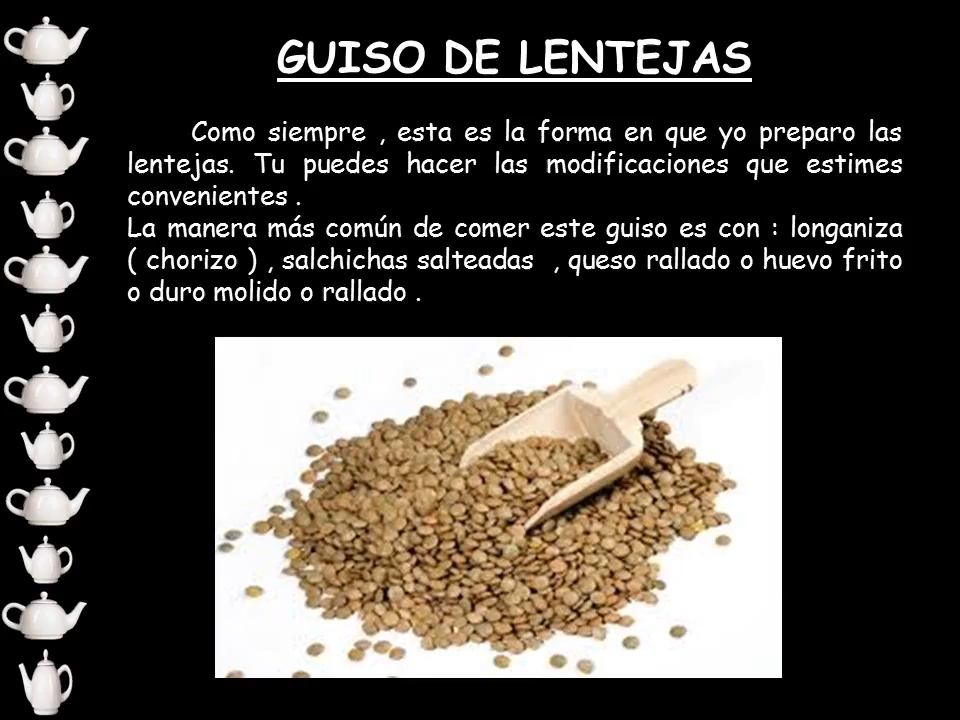 GUISO DE LENTEJAS
Como siempre , esta es la forma en que yo preparo las
lentejas. Tu puedes hacer las modificaciones que estimes
convenientes .
La manera más común de comer este guiso es con : longaniza
( chorizo ) , salchichas salteadas , queso rallado o huevo frito
o duro molido o rallado .